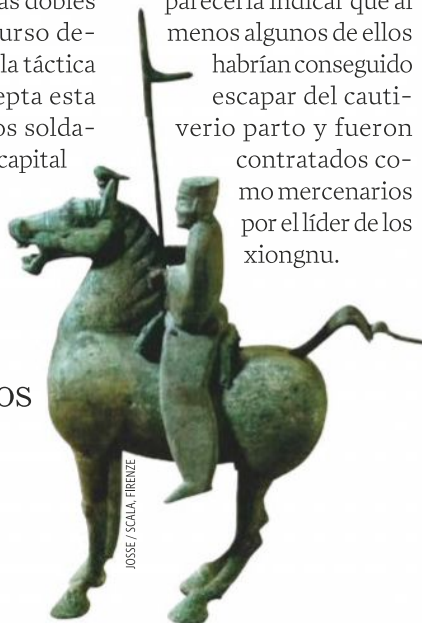 as dobles
urso de-
la táctica
epta esta
os solda-
capital
os
parecería indicar que al
menos algunos de ellos
habrían conseguido
escapar del cauti-
verio parto y fueron
contratados co-
mo mercenarios
por el líder de los
xiongnu.
JOSSE / SCALA, FIRENZE